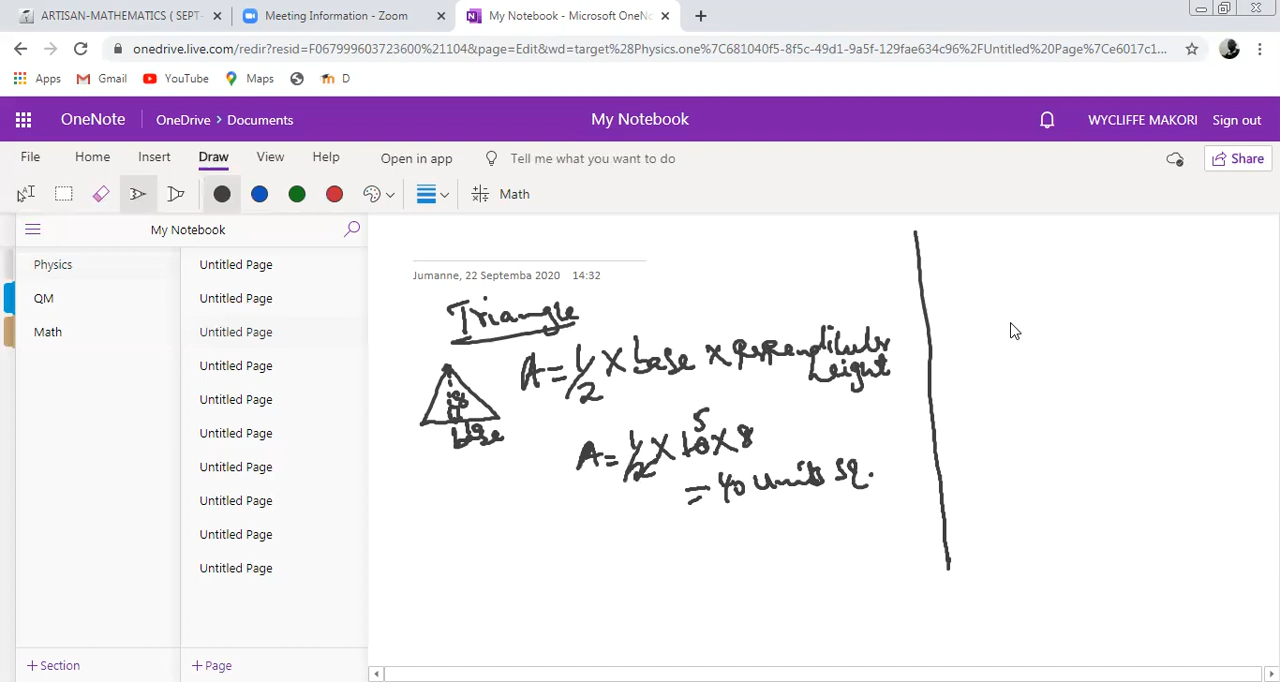 ARTISAN-MATHEMATICS ( SEPT-
Meeting Information - Zoom
My Notebook - Microsoft OneNo
onedrive.live.com/redir?resid=F067999603723600%21104&page=Edit&wd=target%28Physics.one%7C681040f5-8f5c-49d1-9a5f-129fae634c96%2FUntitled%20Page%7Ce6017c1...
Apps Gmail YouTube Maps D
OneNote OneDrive > Documents My Notebook WYCLIFFE MAKORI Sign out
File Home Insert Draw View Help Open in app Tell me what you want to do Share
Math
My Notebook
Physics
QM
Math
Untitled Page
Untitled Page
Untitled Page
Untitled Page
Untitled Page
Untitled Page
Untitled Page
Untitled Page
Untitled Page
Untitled Page
+ Section
+ Page
Jumanne, 22 Septemba 2020 14:32
Triangle
A = 1/2 × base × perpendicular
height
base
A = 1/2 × 10 × 8
5
= 40 Units sq.